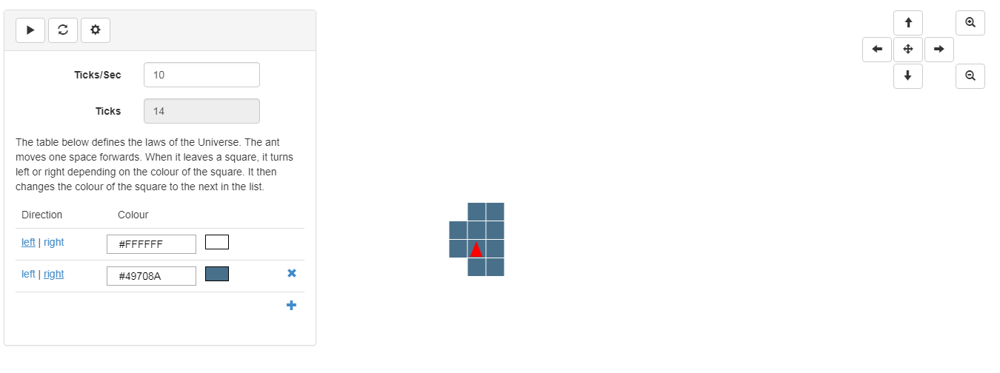 Ticks/Sec 10
Ticks 14
The table below defines the laws of the Universe. The ant
moves one space forwards. When it leaves a square, it turns
left or right depending on the colour of the square. It then
changes the colour of the square to the next in the list.
Direction Colour
left | right #FFFFFF
left | right #49708A